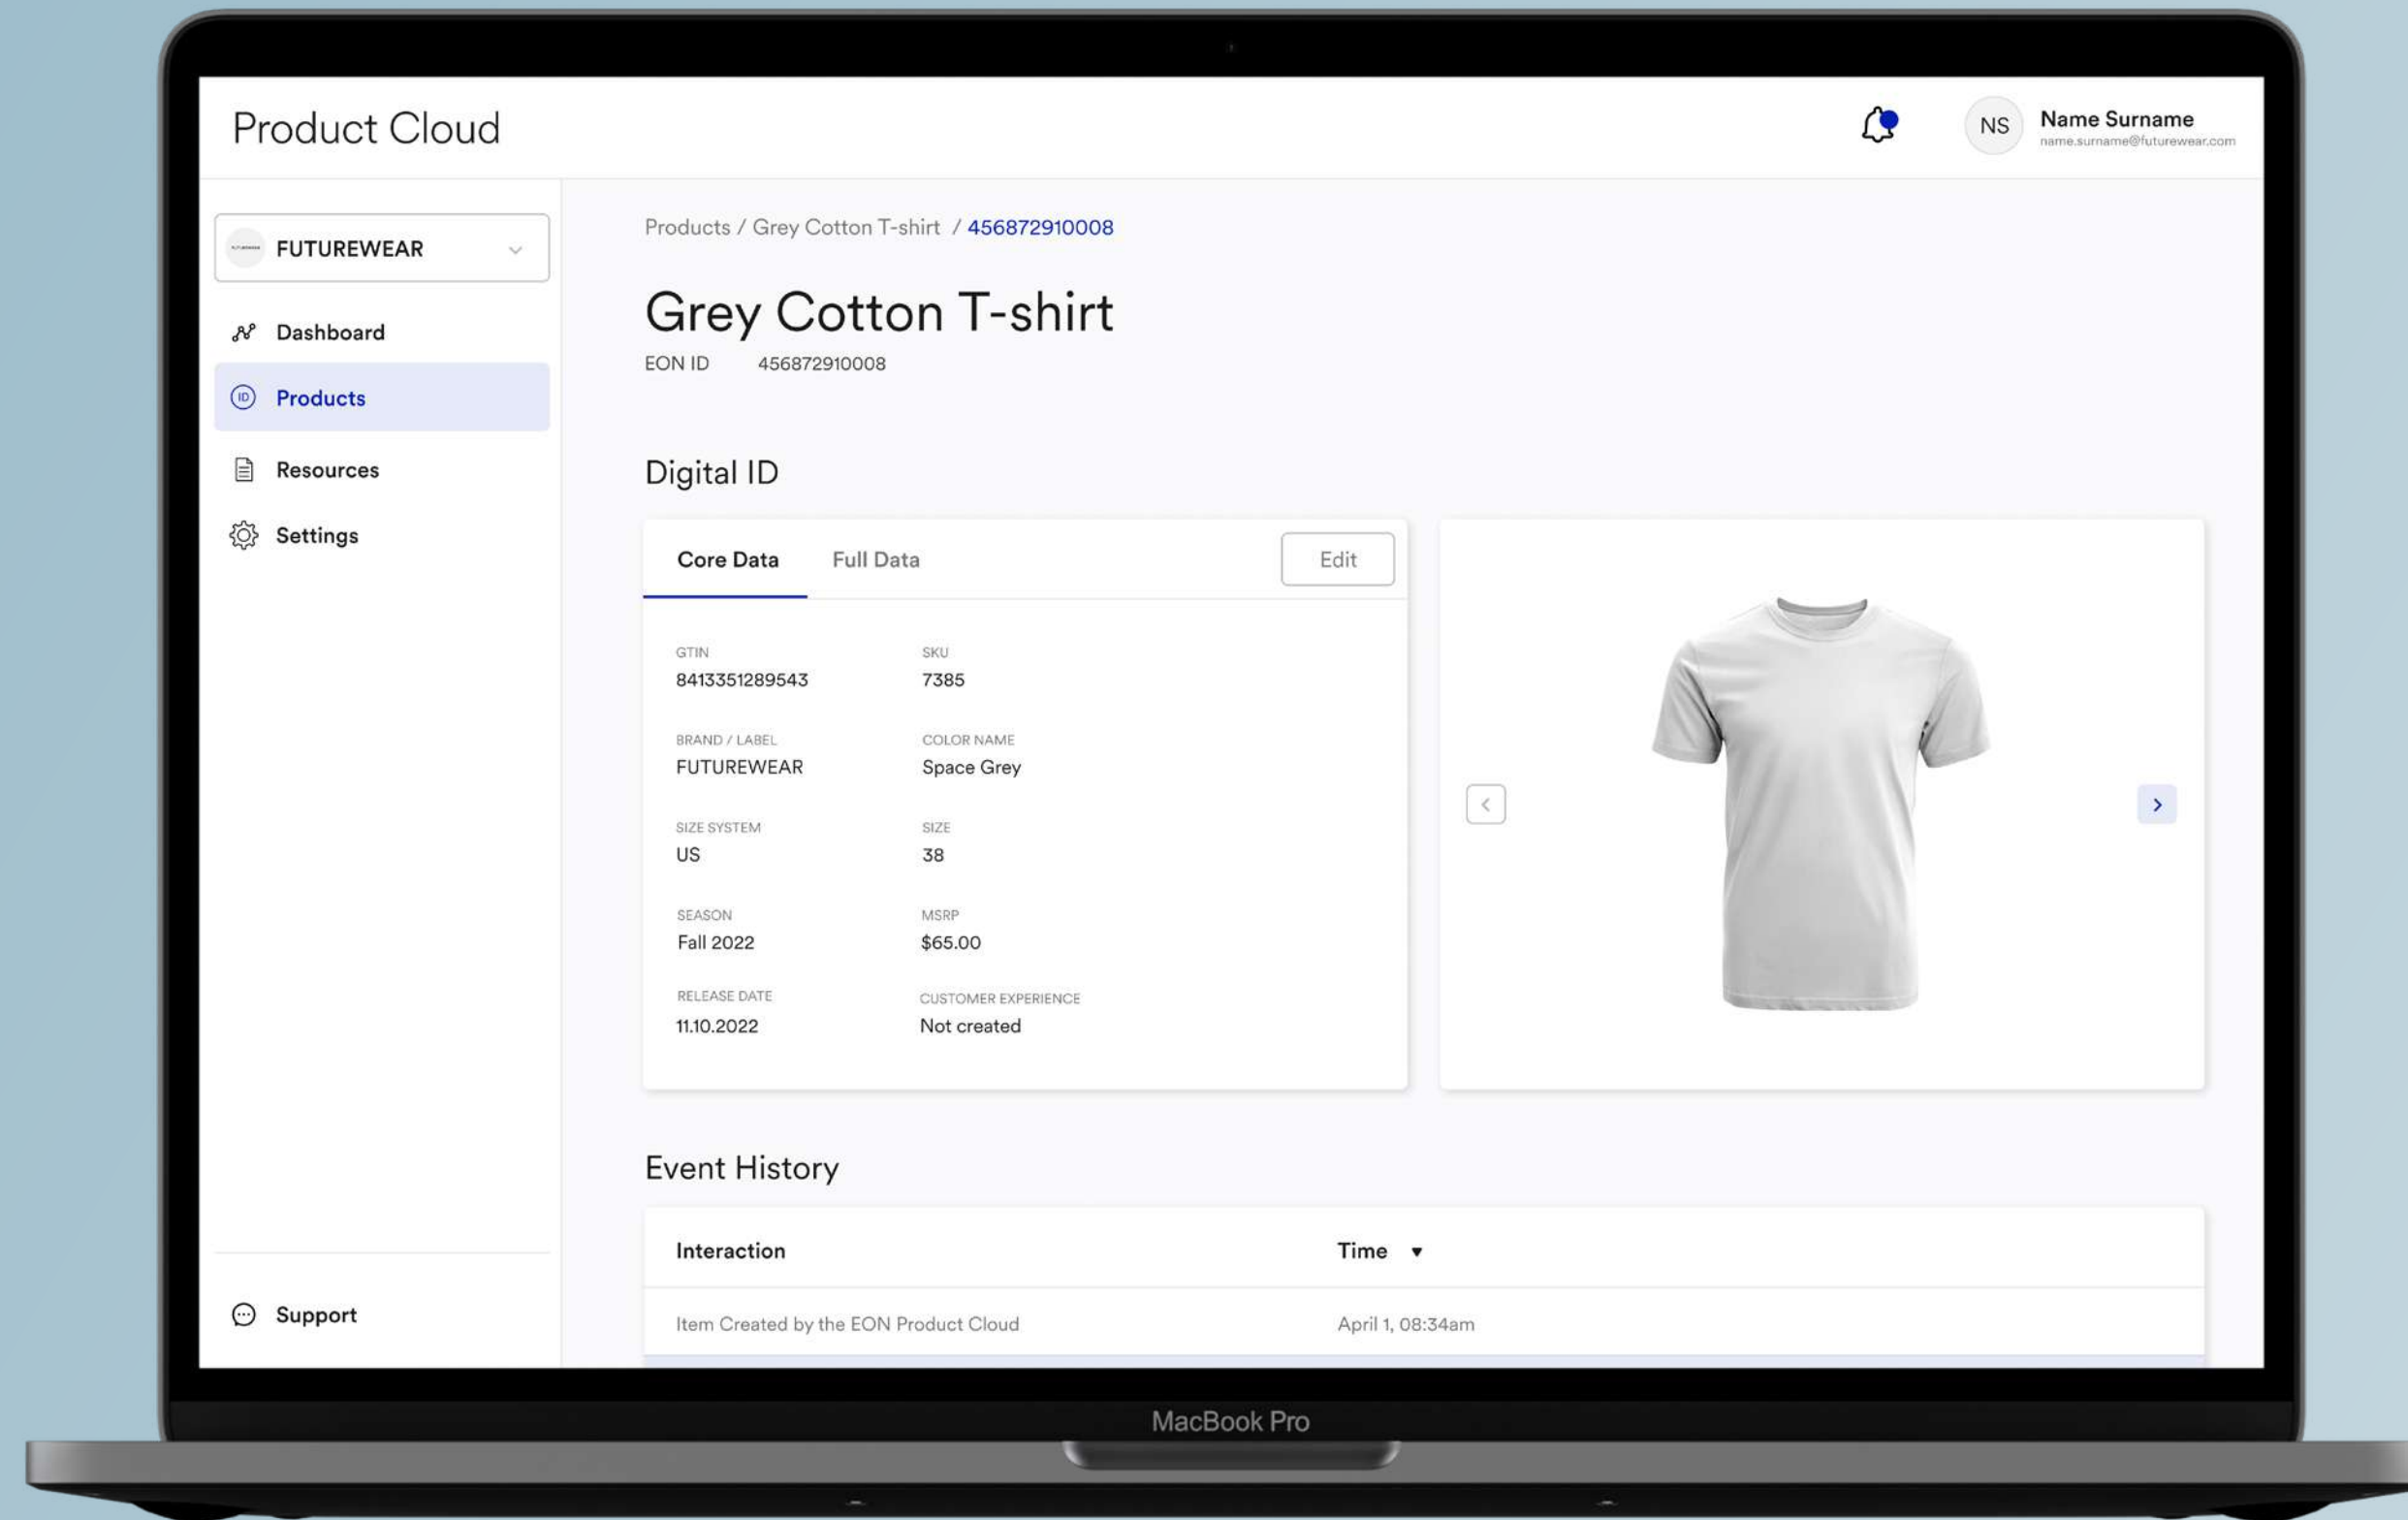 Product Cloud
NS
Name Surname
name.surname@futurewear.com
FUTUREWEAR
Dashboard
ID
Products
Resources
Settings
Support
Products / Grey Cotton T-shirt / 456872910008
Grey Cotton T-shirt
EON ID 456872910008
Digital ID
Core Data Full Data Edit
GTIN SKU
8413351289543 7385
BRAND / LABEL COLOR NAME
FUTUREWEAR Space Grey
SIZE SYSTEM SIZE
US 38
SEASON MSRP
Fall 2022 $65.00
RELEASE DATE CUSTOMER EXPERIENCE
11.10.2022 Not created
Event History
Interaction Time
Item Created by the EON Product Cloud April 1, 08:34am
MacBook Pro